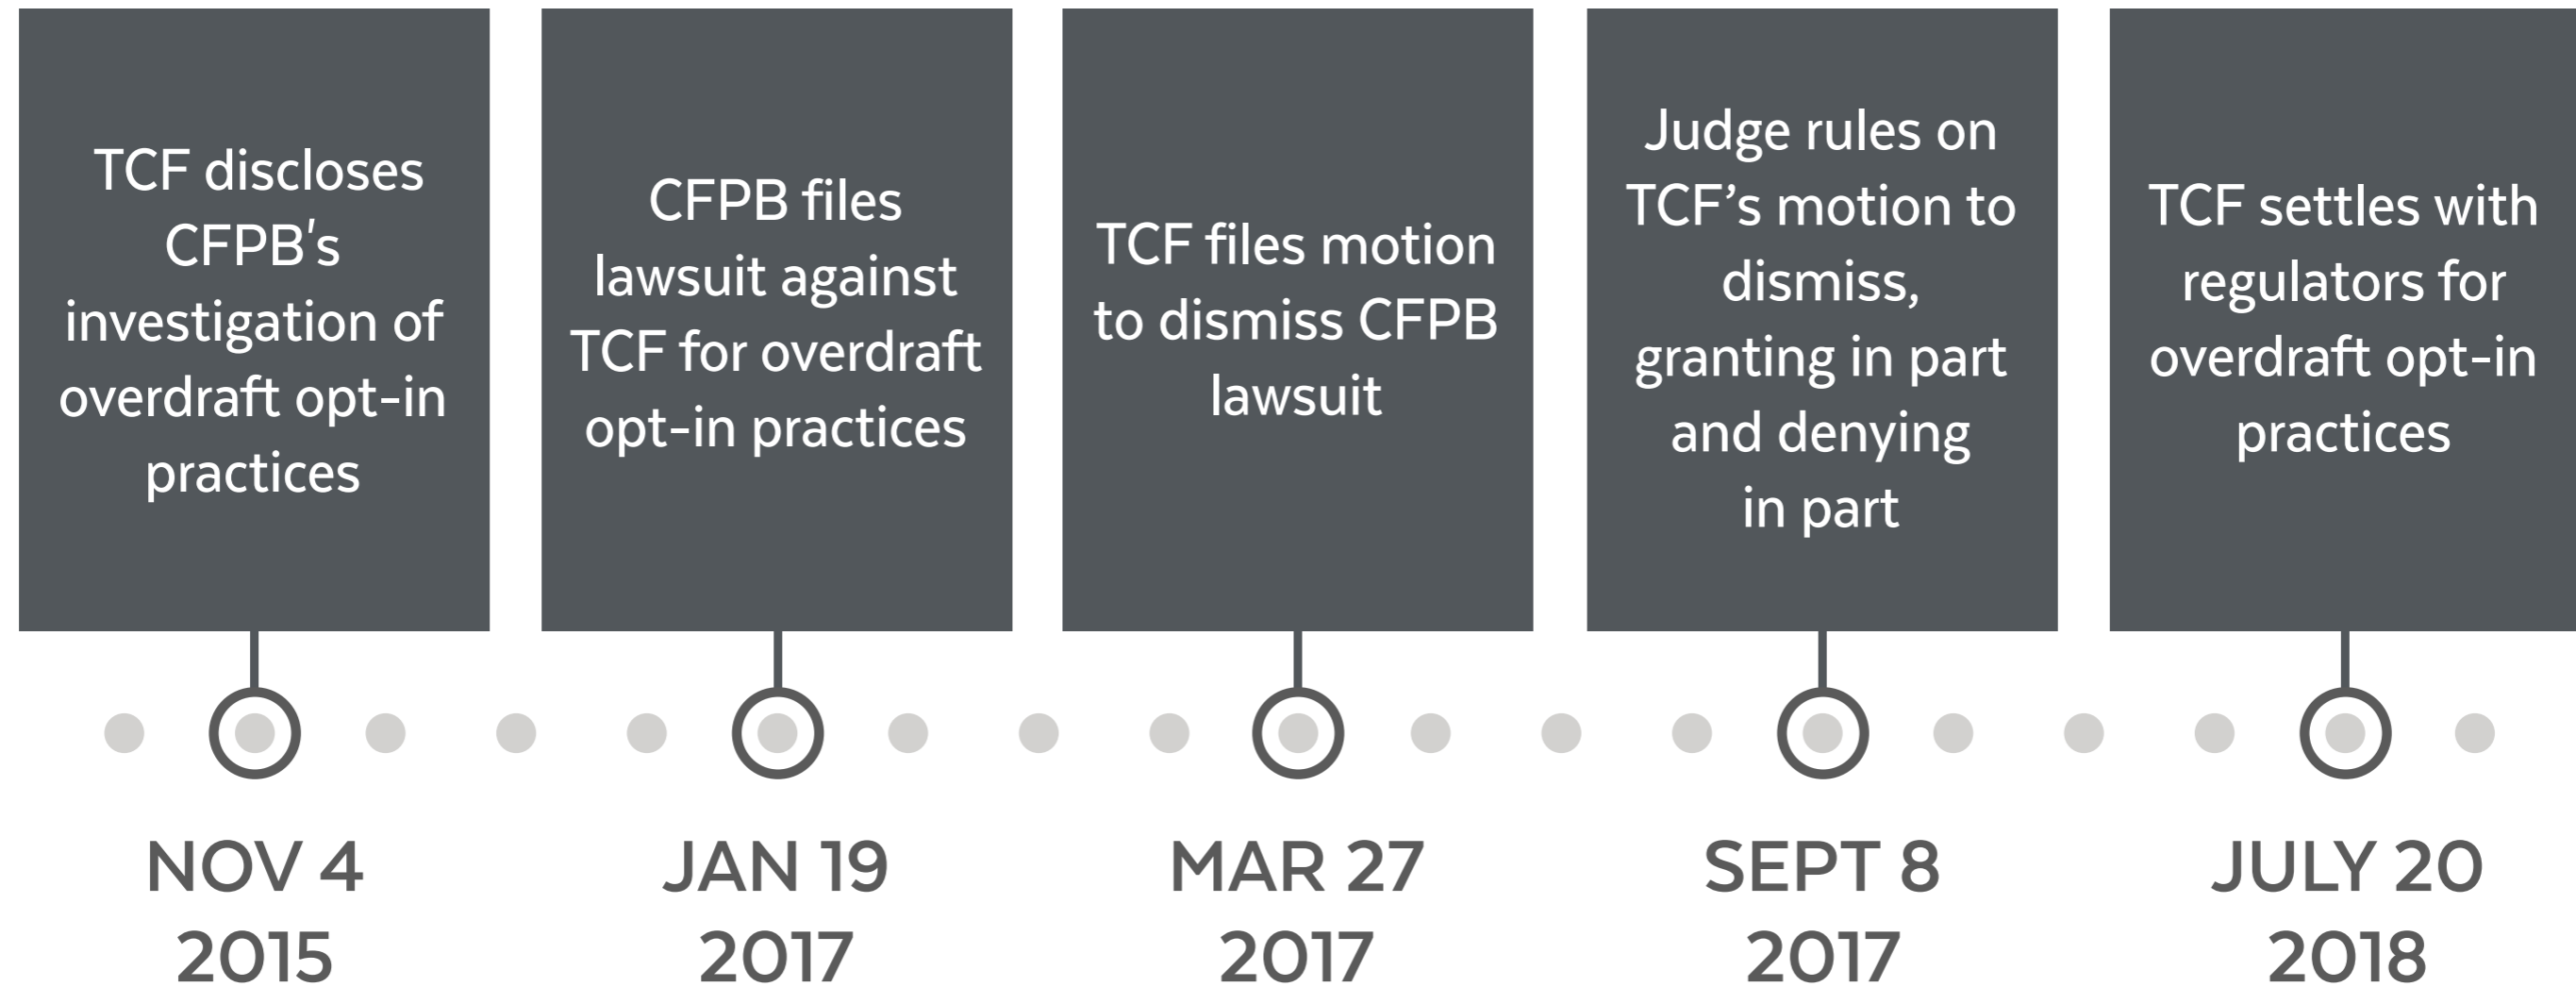 TCF discloses
CFPB's
investigation of
overdraft opt-in
practices
CFPB files
lawsuit against
TCF for overdraft
opt-in practices
TCF files motion
to dismiss CFPB
lawsuit
Judge rules on
TCF’s motion to
dismiss,
granting in part
and denying
in part
TCF settles with
regulators for
overdraft opt-in
practices
NOV 4
2015
JAN 19
2017
MAR 27
2017
SEPT 8
2017
JULY 20
2018